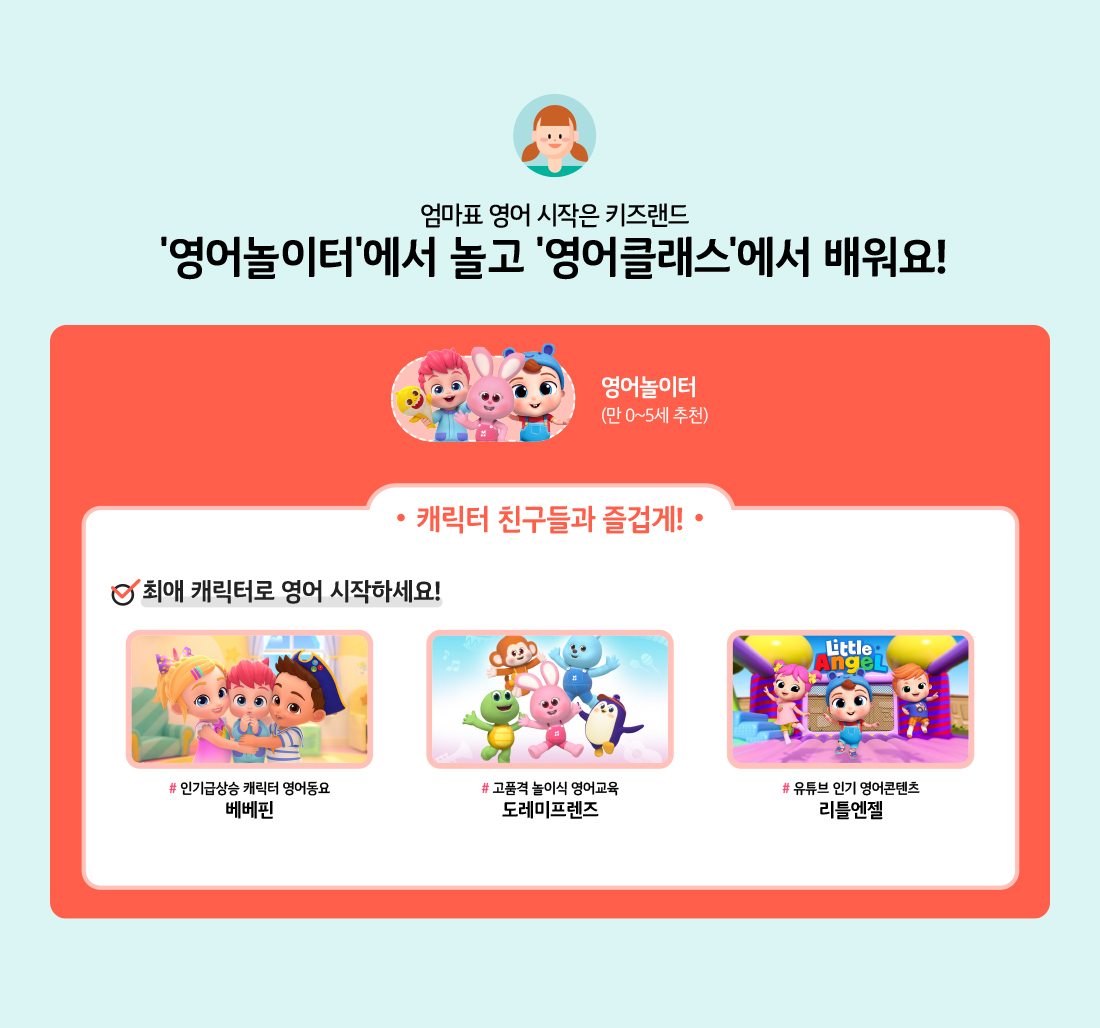 엄마표 영어 시작은 키즈랜드
'영어놀이터'에서 놀고 '영어클래스'에서 배워요!
영어놀이터
(만 0~5세 추천)
• 캐릭터 친구들과 즐겁게! •
최애 캐릭터로 영어 시작하세요!
Little
Angel
# 인기급상승 캐릭터 영어동요
베베핀
# 고품격 놀이식 영어교육
도레미프렌즈
# 유튜브 인기 영어콘텐츠
리틀엔젤